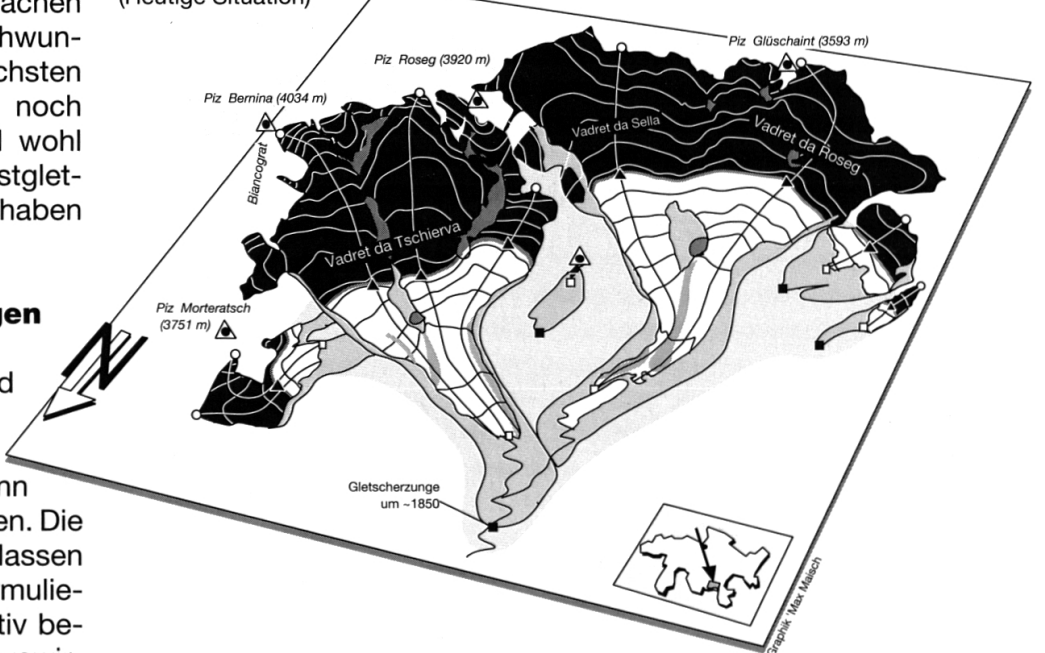 achen
hwun-
chsten
noch
wohl
stglet-
haben
gen
d
nn
en. Die
lassen
mulie-
tiv be-
(Heutige Situation)
Piz Glüschaint (3593 m)
Piz Roseg (3920 m)
Piz Bernina (4034 m)
Biancograt
Vadret da Sella
Vadret da Roseg
Vadret da Tschierva
Piz Morteratsch
(3751 m)
N
Gletscherzunge
um ~1850
Graphik Max Maisch